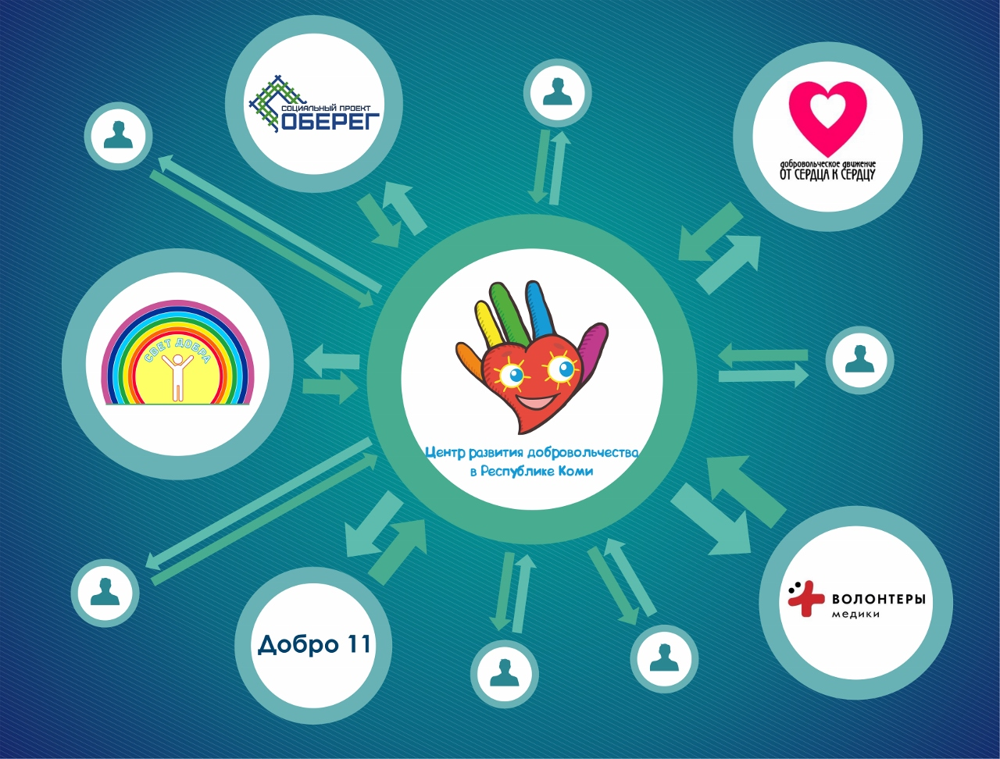 СОЦИАЛЬНЫЙ ПРОЕКТ
ОБЕРЕГ
добровольческое движение
ОТ СЕРДЦА К СЕРДЦУ
СВЕТ ДОБРА
Центр развития добровольчества
в Республике Коми
ВОЛОНТЕРЫ
медики
Добро 11